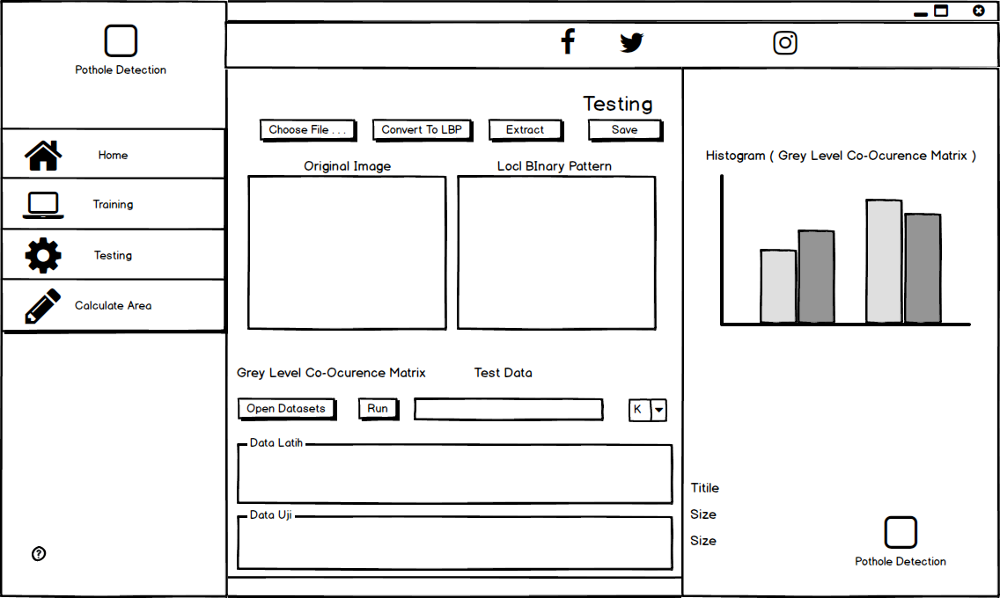 Pothole Detection
Home
Training
Testing
Calculate Area
?
Testing
Choose File . . .
Convert To LBP
Extract
Save
Original Image
Locl BInary Pattern
Grey Level Co-Ocurence Matrix
Test Data
Open Datasets
Run
K
Data Latih
Data Uji
Histogram ( Grey Level Co-Ocurence Matrix )
Titile
Size
Size
Pothole Detection